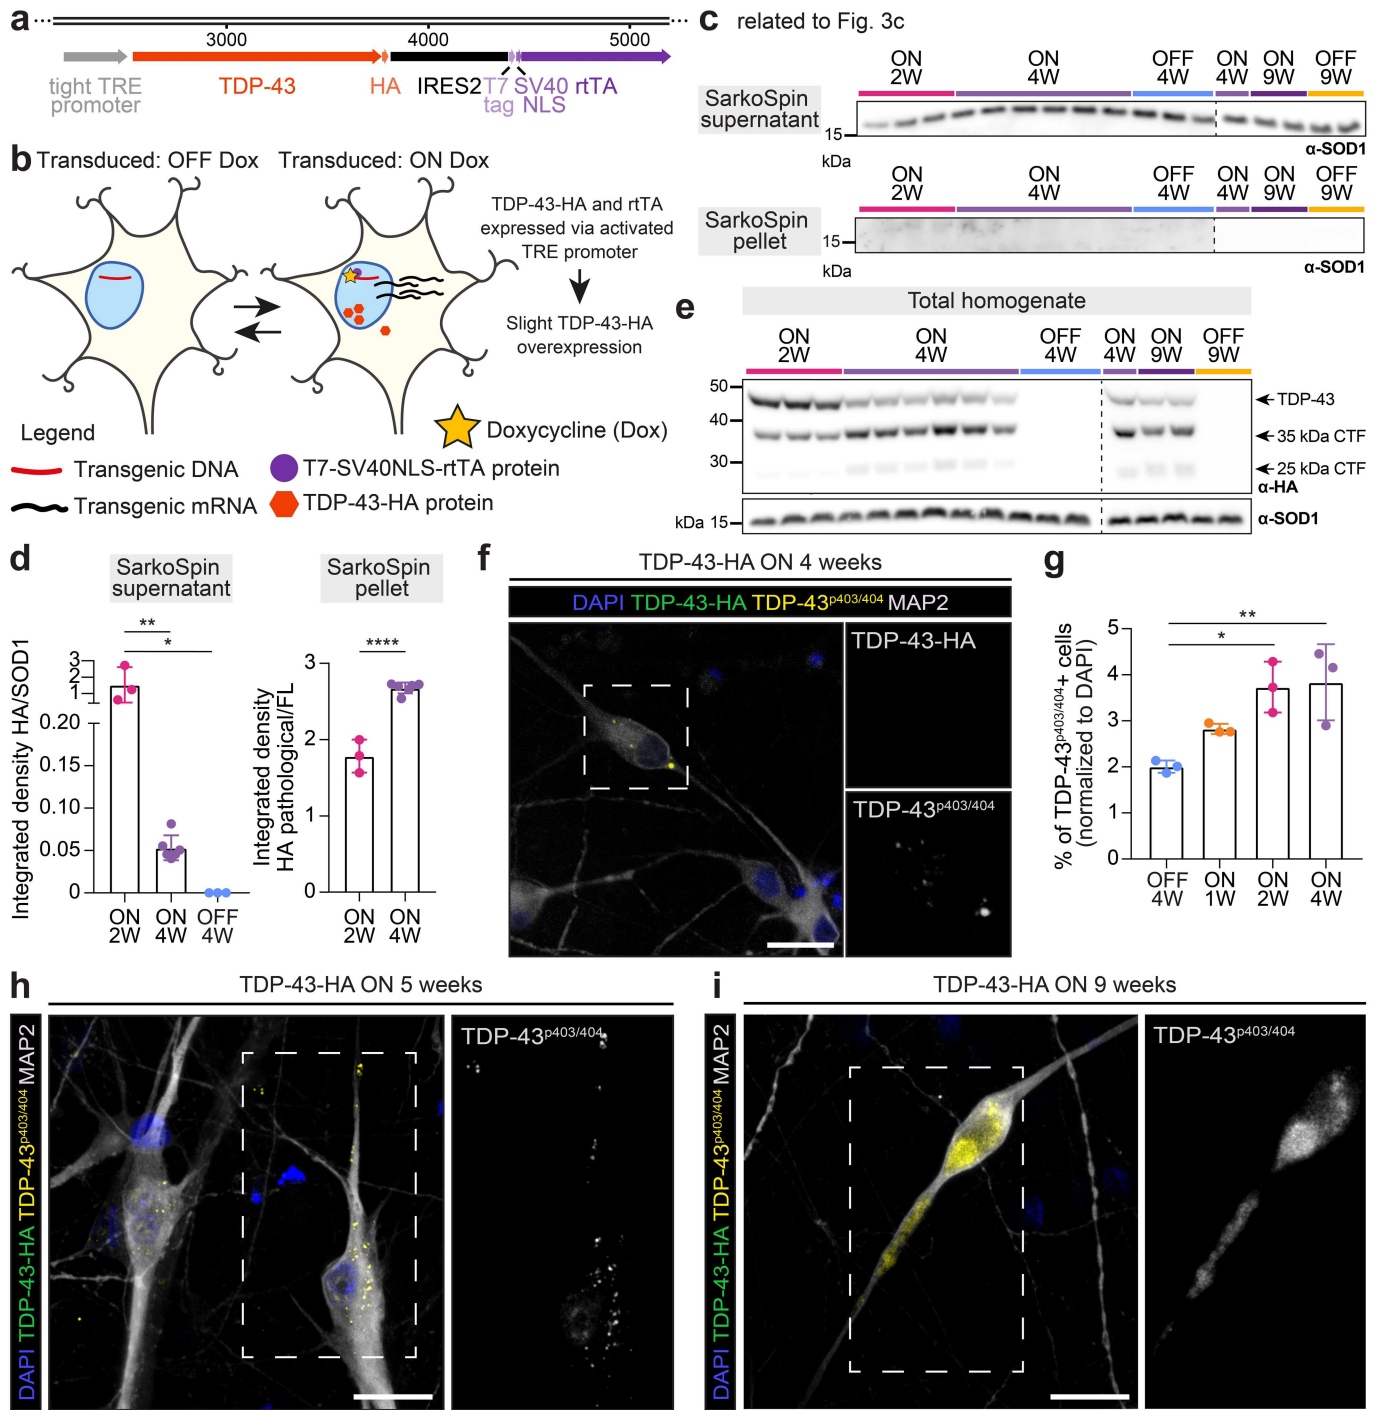 a
3000 4000 5000
tight TRE promoter
TDP-43
HA
IRES2
T7 tag
SV40 NLS
rtTA
b
Transduced: OFF Dox
Transduced: ON Dox
TDP-43-HA and rtTA
expressed via activated
TRE promoter
Slight TDP-43-HA
overexpression
Legend
Transgenic DNA
Transgenic mRNA
Doxycycline (Dox)
T7-SV40NLS-rtTA protein
TDP-43-HA protein
c
related to Fig. 3c
ON 2W
ON 4W
OFF 4W
ON 4W
ON 9W
OFF 9W
SarkoSpin
supernatant
15
kDa
α-SOD1
ON 2W
ON 4W
OFF 4W
ON 4W
ON 9W
OFF 9W
SarkoSpin
pellet
15
kDa
α-SOD1
e
Total homogenate
ON 2W
ON 4W
OFF 4W
ON 4W
ON 9W
OFF 9W
50
40
30
TDP-43
35 kDa CTF
25 kDa CTF
α-HA
kDa 15
α-SOD1
d
SarkoSpin
supernatant
Integrated density HA/SOD1
3
2
1
0.20
0.15
0.10
0.05
0
**
*
ON 2W
ON 4W
OFF 4W
SarkoSpin
pellet
Integrated density
HA pathological/FL
3
2
1
0
****
ON 2W
ON 4W
f
TDP-43-HA ON 4 weeks
DAPI TDP-43-HA TDP-43p403/404 MAP2
TDP-43-HA
TDP-43p403/404
g
% of TDP-43p403/404+ cells
(normalized to DAPI)
5
4
3
2
1
0
**
*
OFF 4W
ON 1W
ON 2W
ON 4W
h
TDP-43-HA ON 5 weeks
DAPI TDP-43-HA TDP-43p403/404 MAP2
TDP-43p403/404
i
TDP-43-HA ON 9 weeks
DAPI TDP-43-HA TDP-43p403/404 MAP2
TDP-43p403/404